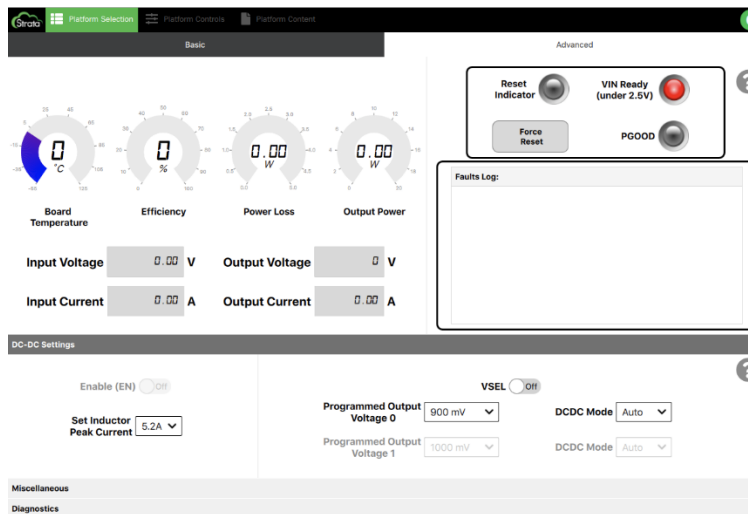 Strata
Platform Selection
Platform Controls
Platform Content
Basic
Advanced
Reset
Indicator
VIN Ready
(under 2.5V)
Force
Reset
PGOOD
Faults Log:
0
°C
0
%
0.00
W
0.00
W
Board
Temperature
Efficiency
Power Loss
Output Power
Input Voltage 0.00 V
Output Voltage 0 V
Input Current 0.00 A
Output Current 0.00 A
DC-DC Settings
Enable (EN) Off
VSEL Off
Set Inductor
Peak Current 5.2A
Programmed Output
Voltage 0 900 mV
DCDC Mode Auto
Programmed Output
Voltage 1 1000 mV
DCDC Mode Auto
Miscellaneous
Diagnostics